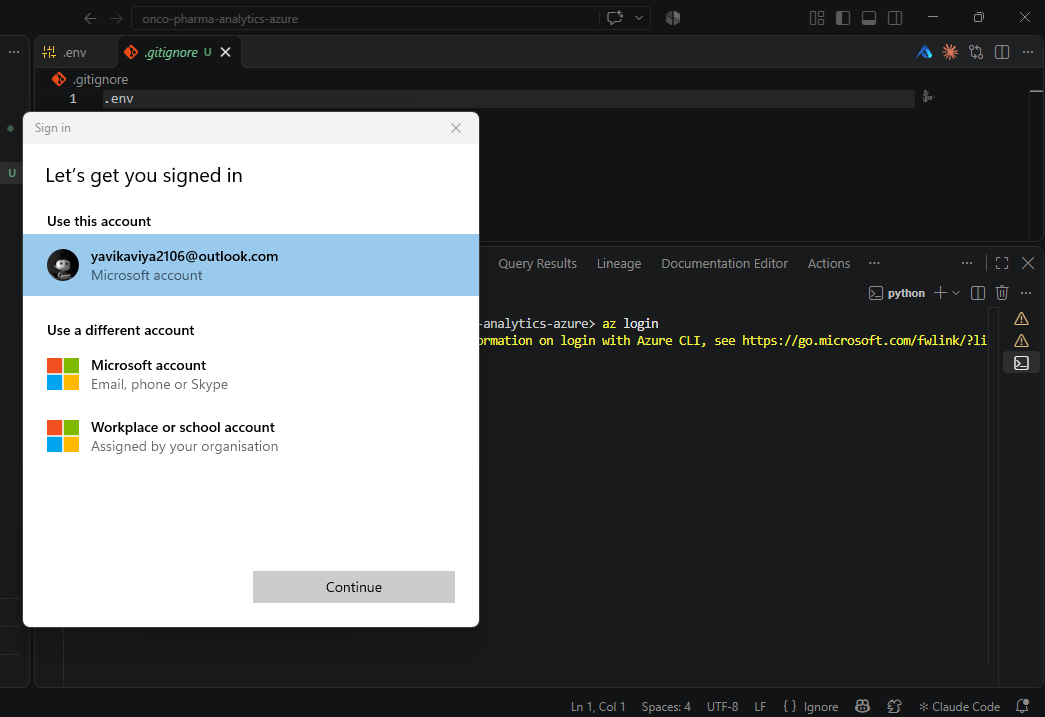 onco-pharma-analytics-azure
.env
.gitignore U
.gitignore
1 .env
U
Sign in
Let's get you signed in
Use this account
yavikaviya2106@outlook.com
Microsoft account
Use a different account
Microsoft account
Email, phone or Skype
Workplace or school account
Assigned by your organisation
Continue
Query Results Lineage Documentation Editor Actions
python
-analytics-azure> az login
ormation on login with Azure CLI, see https://go.microsoft.com/fwlink/?li
Ln 1, Col 1 Spaces: 4 UTF-8 LF { } Ignore Claude Code